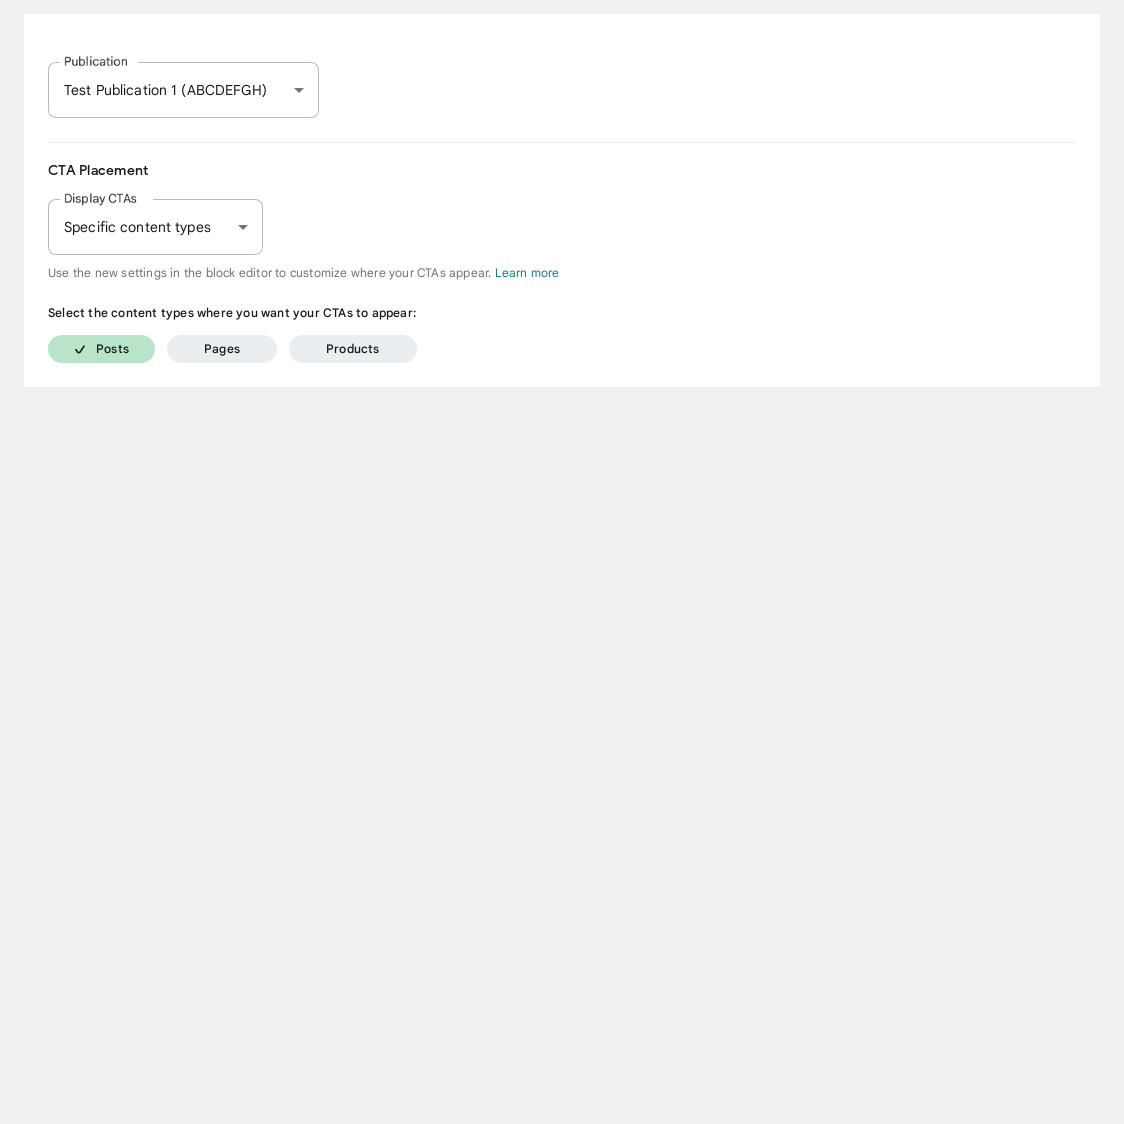 Publication
Test Publication 1 (ABCDEFGH)
CTA Placement
Display CTAs
Specific content types
Use the new settings in the block editor to customize where your CTAs appear. Learn more
Select the content types where you want your CTAs to appear:
Posts Pages Products